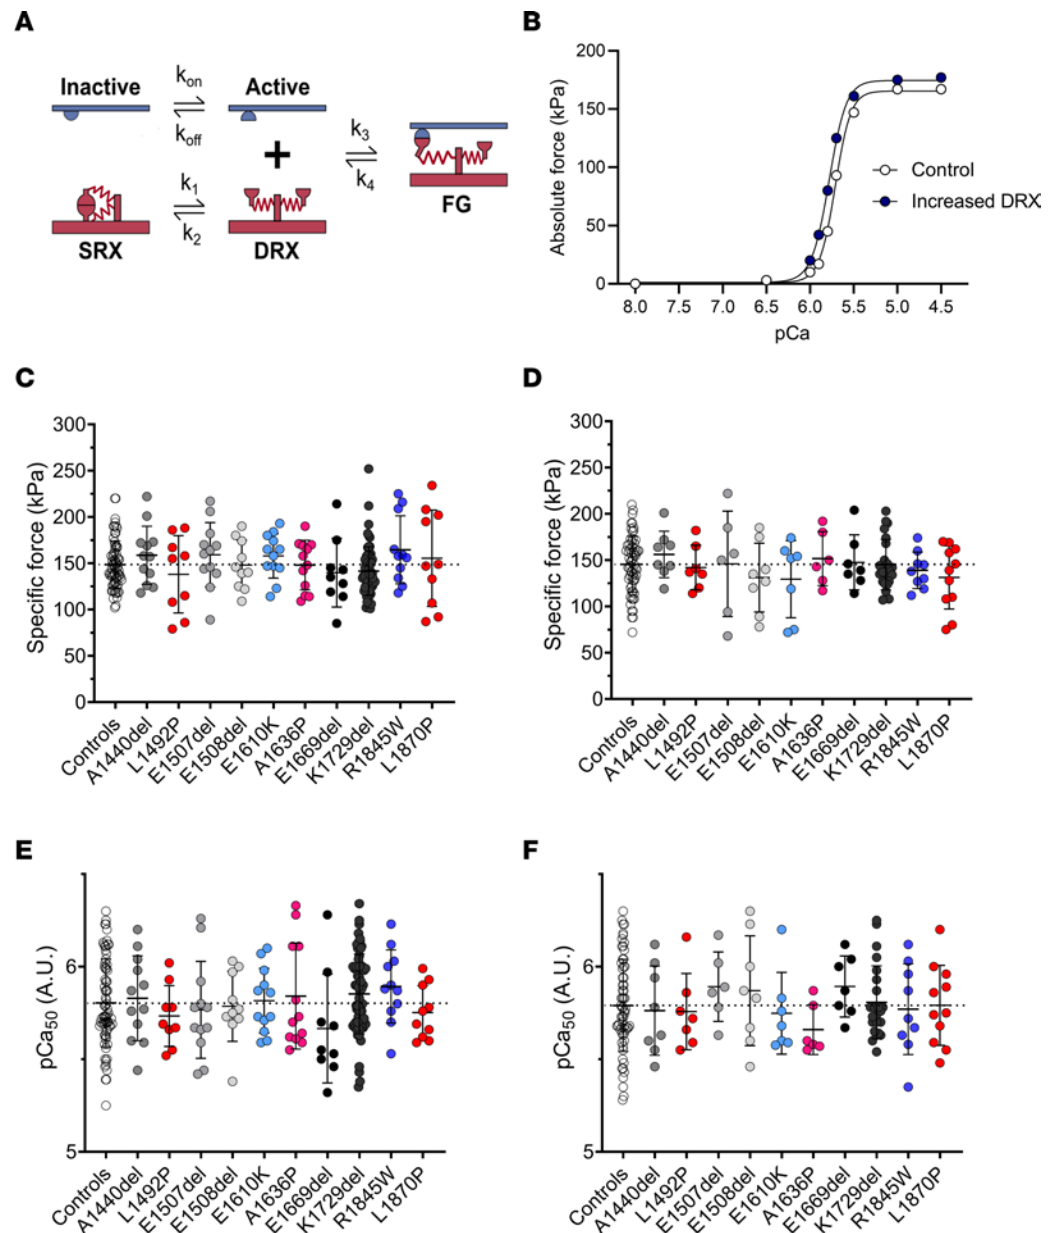 A
Inactive
k_on
k_off
Active
k_3
k_4
FG
SRX
k_1
k_2
DRX
B
Absolute force (kPa)
200
150
100
50
0
8.0 7.5 7.0 6.5 6.0 5.5 5.0 4.5
pCa
Control
Increased DRX
C
Specific force (kPa)
300
250
200
150
100
50
0
Controls
A1440del
L1492P
E1507del
E1508del
E1610K
A1636P
E1669del
K1729del
R1845W
L1870P
D
Specific force (kPa)
300
250
200
150
100
50
0
Controls
A1440del
L1492P
E1507del
E1508del
E1610K
A1636P
E1669del
K1729del
R1845W
L1870P
E
pCa50 (A.U.)
6
5
Controls
A1440del
L1492P
E1507del
E1508del
E1610K
A1636P
E1669del
K1729del
R1845W
L1870P
F
pCa50 (A.U.)
6
5
Controls
A1440del
L1492P
E1507del
E1508del
E1610K
A1636P
E1669del
K1729del
R1845W
L1870P